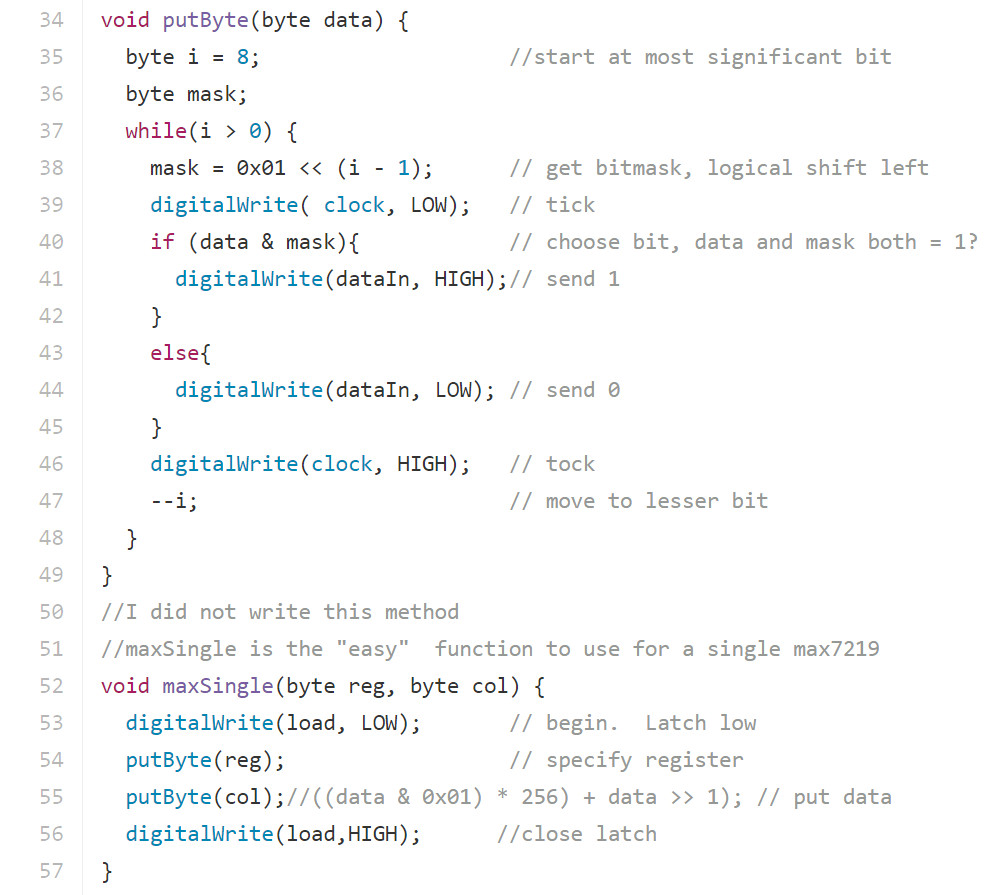 34 void putByte(byte data) {
35   byte i = 8;                    //start at most significant bit
36   byte mask;
37   while(i > 0) {
38     mask = 0x01 << (i - 1);      // get bitmask, logical shift left
39     digitalWrite( clock, LOW);   // tick
40     if (data & mask){            // choose bit, data and mask both = 1?
41       digitalWrite(dataIn, HIGH);// send 1
42     }
43     else{
44       digitalWrite(dataIn, LOW); // send 0
45     }
46     digitalWrite(clock, HIGH);   // tock
47     --i;                         // move to lesser bit
48   }
49 }
50 //I did not write this method
51 //maxSingle is the "easy"  function to use for a single max7219
52 void maxSingle(byte reg, byte col) {
53   digitalWrite(load, LOW);       // begin.  Latch low
54   putByte(reg);                  // specify register
55   putByte(col);//((data & 0x01) * 256) + data >> 1); // put data
56   digitalWrite(load,HIGH);      //close latch
57 }